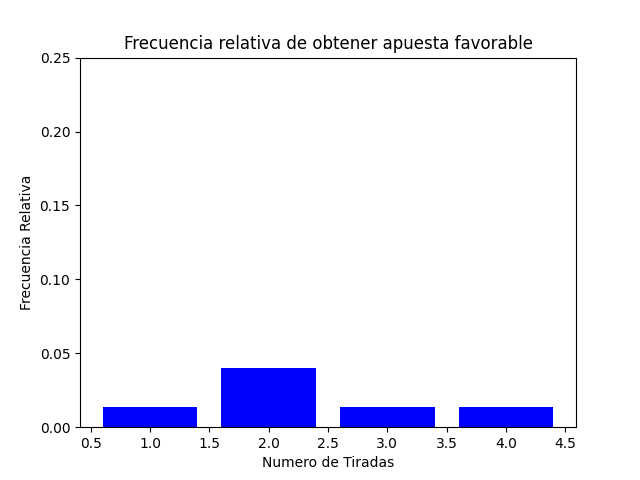 Frecuencia relativa de obtener apuesta favorable
0.25
0.20
0.15
0.10
0.05
0.00
Frecuencia Relativa
0.5 1.0 1.5 2.0 2.5 3.0 3.5 4.0 4.5
Numero de Tiradas